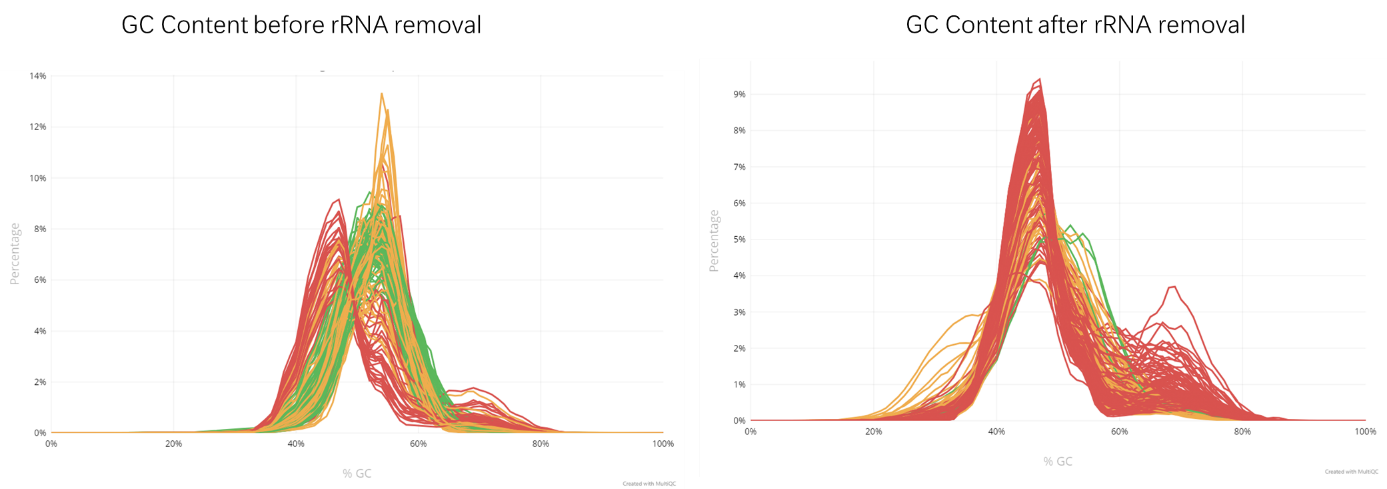 GC Content before rRNA removal
14%
12%
10%
8%
6%
4%
2%
0%
Percentage
0% 20% 40% 60% 80% 100%
% GC
Created with MultiQC
GC Content after rRNA removal
9%
8%
7%
6%
5%
4%
3%
2%
1%
0%
Percentage
0% 20% 40% 60% 80% 100%
% GC
Created with MultiQC